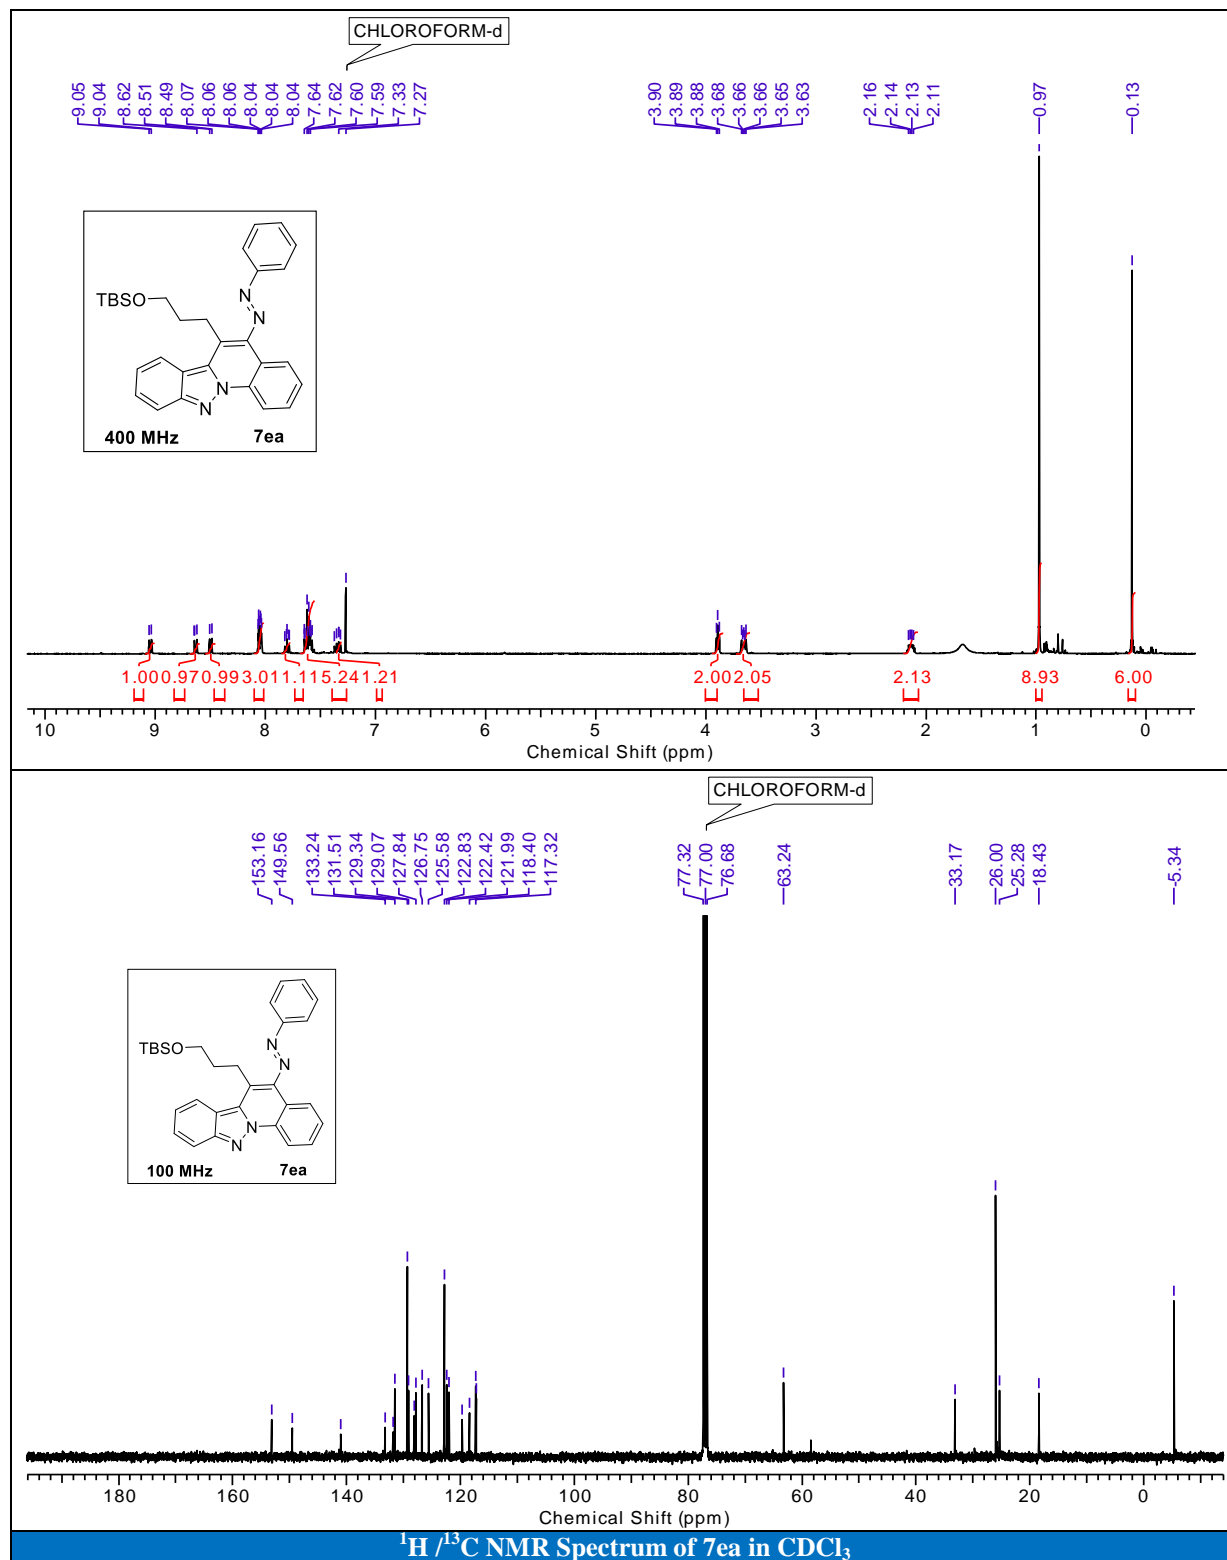 CHLOROFORM-d
9.05 9.04 8.62 8.51 8.49 8.07 8.06 8.06 8.04 8.04 8.04 7.64 7.62 7.60 7.59 7.33 7.27 3.90 3.89 3.88 3.68 3.66 3.66 3.65 3.63 2.16 2.14 2.13 2.11 0.97 0.13
N
TBSO
N
N
N
400 MHz 7ea
1.00 0.97 0.99 3.01 1.11 5.24 1.21 2.00 2.05 2.13 8.93 6.00
10 9 8 7 6 5 4 3 2 1 0
Chemical Shift (ppm)
CHLOROFORM-d
153.16 149.56 133.24 131.51 129.34 129.07 127.84 126.75 125.58 122.83 122.42 121.99 118.40 117.32 77.32 77.00 76.68 63.24 33.17 26.00 25.28 18.43 -5.34
N
TBSO
N
N
N
100 MHz 7ea
180 160 140 120 100 80 60 40 20 0
Chemical Shift (ppm)
¹H /¹³C NMR Spectrum of 7ea in CDCl₃